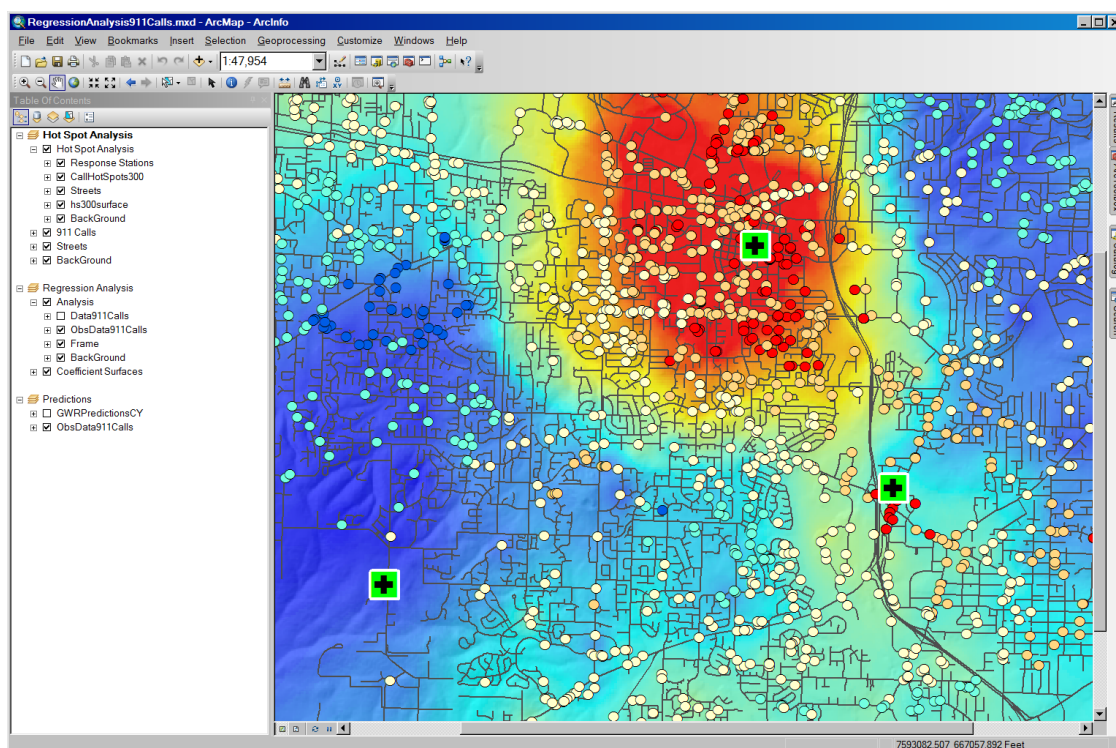 RegressionAnalysis911Calls.mxd - ArcMap - ArcInfo
File Edit View Bookmarks Insert Selection Geoprocessing Customize Windows Help
1:47,954
Table Of Contents
Hot Spot Analysis
Hot Spot Analysis
Response Stations
CallHotSpots300
Streets
hs300surface
BackGround
911 Calls
Streets
BackGround
Regression Analysis
Analysis
Data911Calls
ObsData911Calls
Frame
BackGround
Coefficient Surfaces
Predictions
GWRPredictionsCY
ObsData911Calls
7593082.507 667057.892 Feet